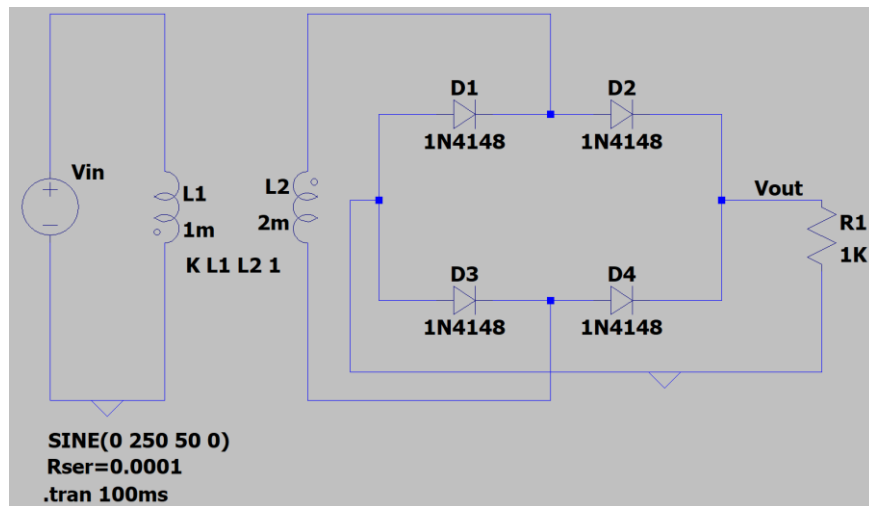 Vin
L1
1m
K L1 L2 1
L2
2m
D1
1N4148
D2
1N4148
D3
1N4148
D4
1N4148
Vout
R1
1K
SINE(0 250 50 0)
Rser=0.0001
.tran 100ms